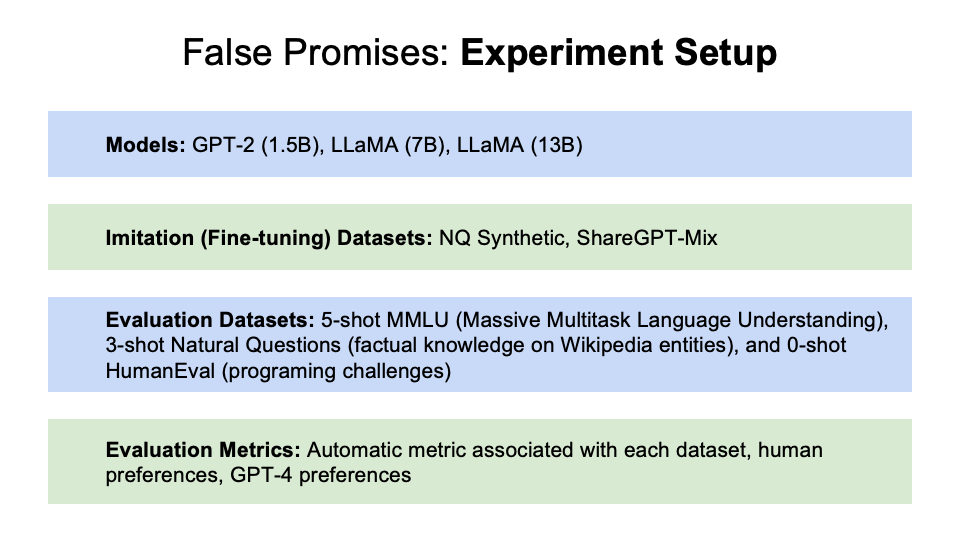 False Promises: Experiment Setup
Models: GPT-2 (1.5B), LLaMA (7B), LLaMA (13B)
Imitation (Fine-tuning) Datasets: NQ Synthetic, ShareGPT-Mix
Evaluation Datasets: 5-shot MMLU (Massive Multitask Language Understanding),
3-shot Natural Questions (factual knowledge on Wikipedia entities), and 0-shot
HumanEval (programing challenges)
Evaluation Metrics: Automatic metric associated with each dataset, human
preferences, GPT-4 preferences